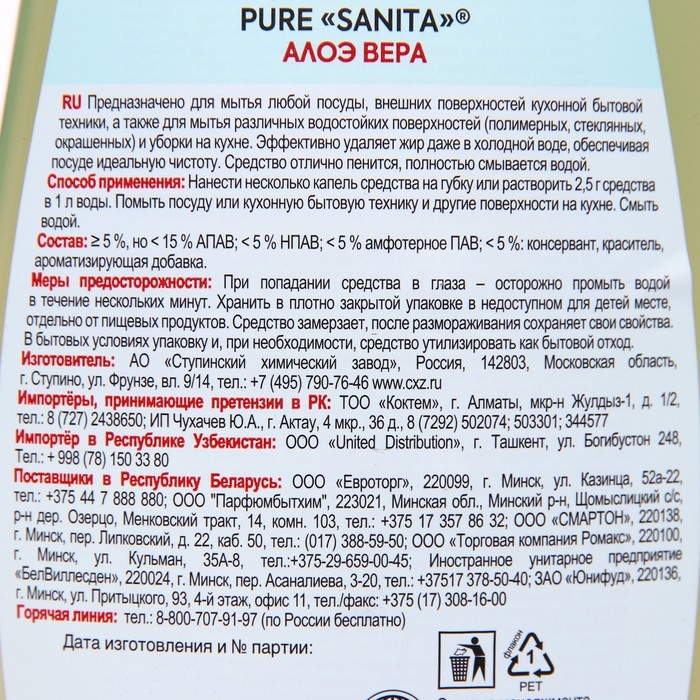 PURE «SANITA»®
АЛОЭ ВЕРА
RU Предназначено для мытья любой посуды, внешних поверхностей кухонной бытовой
техники, а также для мытья различных водостойких поверхностей (полимерных, стеклянных,
окрашенных) и уборки на кухне. Эффективно удаляет жир даже в холодной воде, обеспечивая
посуде идеальную чистоту. Средство отлично пенится, полностью смывается водой.
Способ применения: Нанести несколько капель средства на губку или растворить 2,5 г средства
в 1 л воды. Помыть посуду или кухонную бытовую технику и другие поверхности на кухне. Смыть
водой.
Состав: ≥ 5 %, но < 15 % АПАВ; < 5 % НПАВ; < 5 % амфотерное ПАВ; < 5 %: консервант, краситель,
ароматизирующая добавка.
Меры предосторожности: При попадании средства в глаза – осторожно промыть водой
в течение нескольких минут. Хранить в плотно закрытой упаковке в недоступном для детей месте,
отдельно от пищевых продуктов. Средство замерзает, после размораживания сохраняет свои свойства.
В бытовых условиях упаковку и, при необходимости, средство утилизировать как бытовой отход.
Изготовитель: АО «Ступинский химический завод», Россия, 142803, Московская область,
г. Ступино, ул. Фрунзе, вл. 9/14, тел.: +7 (495) 790-76-46 www.cxz.ru
Импортёры, принимающие претензии в РК: ТОО «Коктем», г. Алматы, мкр-н Жулдыз-1, д. 1/2,
тел.: 8 (727) 2438650; ИП Чухачев Ю.А., г. Актау, 4 мкр., 36 д., 8 (7292) 502074; 503301; 344577
Импортёр в Республике Узбекистан: ООО «United Distribution», г. Ташкент, ул. Богибустон 248,
Тел.: + 998 (78) 150 33 80
Поставщики в Республику Беларусь: ООО «Евроторг», 220099, г. Минск, ул. Казинца, 52а-22,
тел.: +375 44 7 888 880; ООО "Парфюмбытхим", 223021, Минская обл., Минский р-н, Щомыслицкий с/с,
р-н дер. Озерцо, Менковский тракт, 14, комн. 103, тел.: +375 17 357 86 32; ООО «СМАРТОН», 220138,
г. Минск, пер. Липковский, д. 22, каб. 50, тел.: (017) 388-59-50; ООО «Торговая компания Ромакс», 220100,
г. Минск, ул. Кульман, 35А-8, тел.:+375-29-659-00-45; Иностранное унитарное предприятие
«БелВиллесден», 220024, г. Минск, пер. Асаналиева, 3-20, тел.: +37517 378-50-40; ЗАО «Юнифуд», 220136,
г. Минск, ул. Притыцкого, 93, 4-й этаж, офис 11, тел./факс: +375 (17) 308-16-00
Горячая линия: тел.: 8-800-707-91-97 (по России бесплатно)
Дата изготовления и № партии:
флакон
1
PET